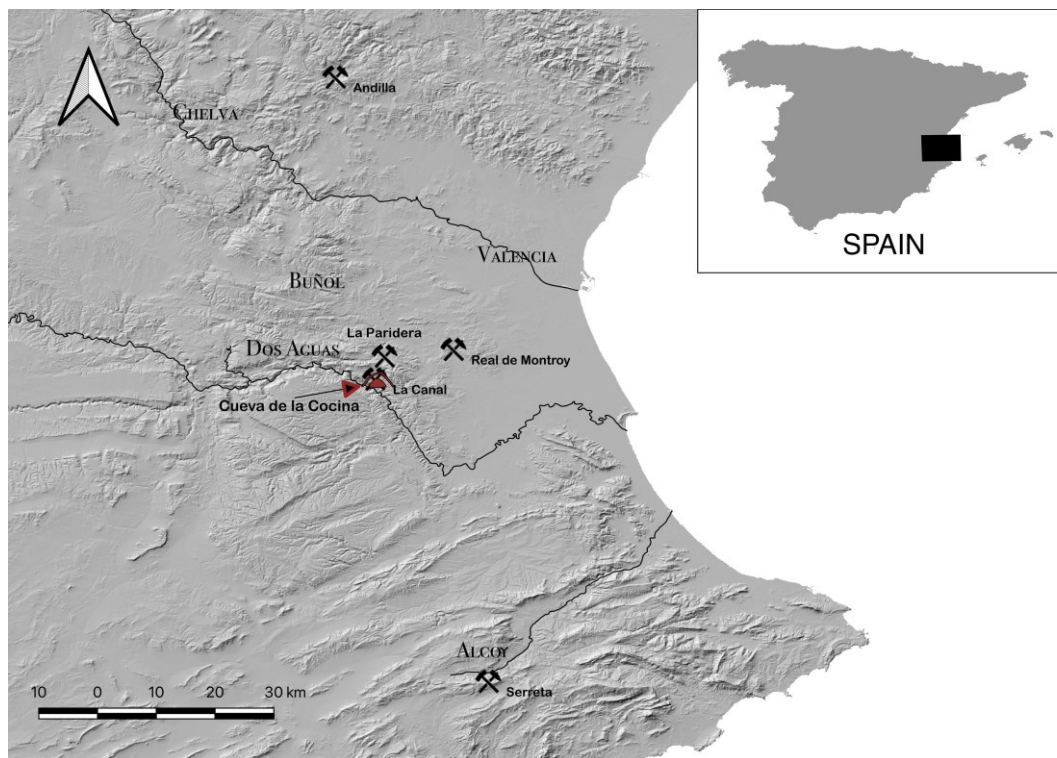 Andilla
CHELVA
VALENCIA
BUÑOL
La Paridera
DOS AGUAS
Real de Montroy
La Canal
Cueva de la Cocina
ALCOY
Serreta
10 0 10 20 30 km
SPAIN